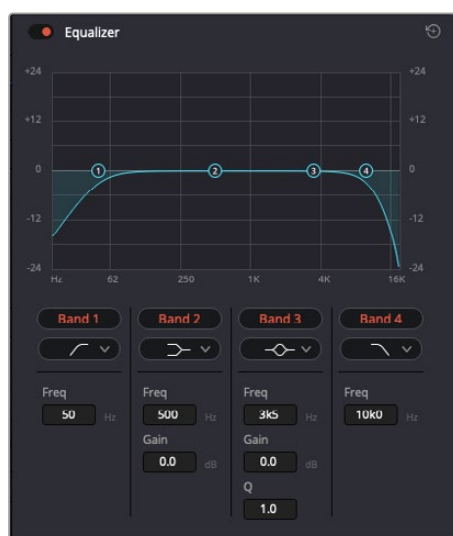 Equalizer
+24 +24
+12 +12
0 1 2 3 4 0
-12 -12
-24 -24
Hz 62 250 1K 4K 16K
Band 1 Band 2 Band 3 Band 4
Freq Freq Freq Freq
50 Hz 500 Hz 3k5 Hz 10k0 Hz
Gain Gain
0.0 dB 0.0 dB
Q
1.0